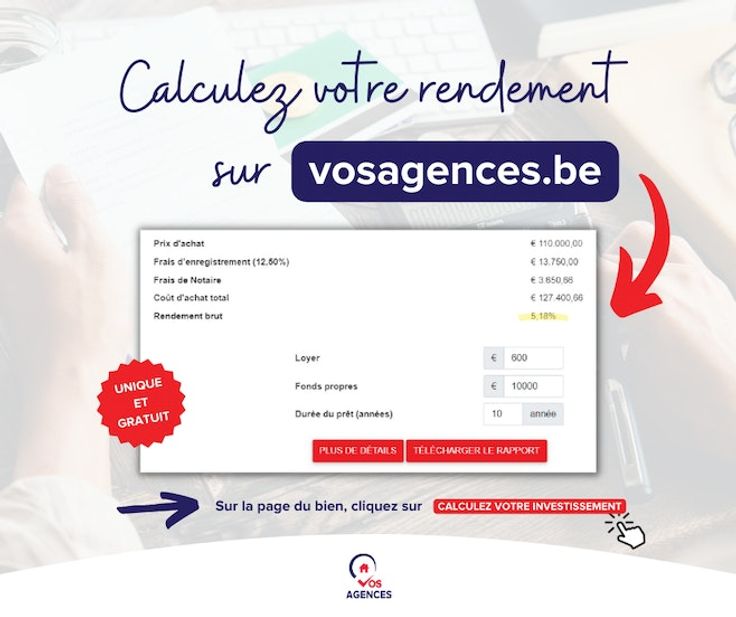 Calculez votre rendement
sur vosagences.be
Prix d'achat € 110.000,00
Frais d'enregistrement (12,50%) € 13.750,00
Frais de Notaire € 3.650,66
Coût d'achat total € 127.400,66
Rendement brut 5,18%
Loyer € 600
Fonds propres € 10000
Durée du prêt (années) 10 année
UNIQUE
ET
GRATUIT
PLUS DE DÉTAILS TÉLÉCHARGER LE RAPPORT
Sur la page du bien, cliquez sur CALCULEZ VOTRE INVESTISSEMENT
VOS
AGENCES